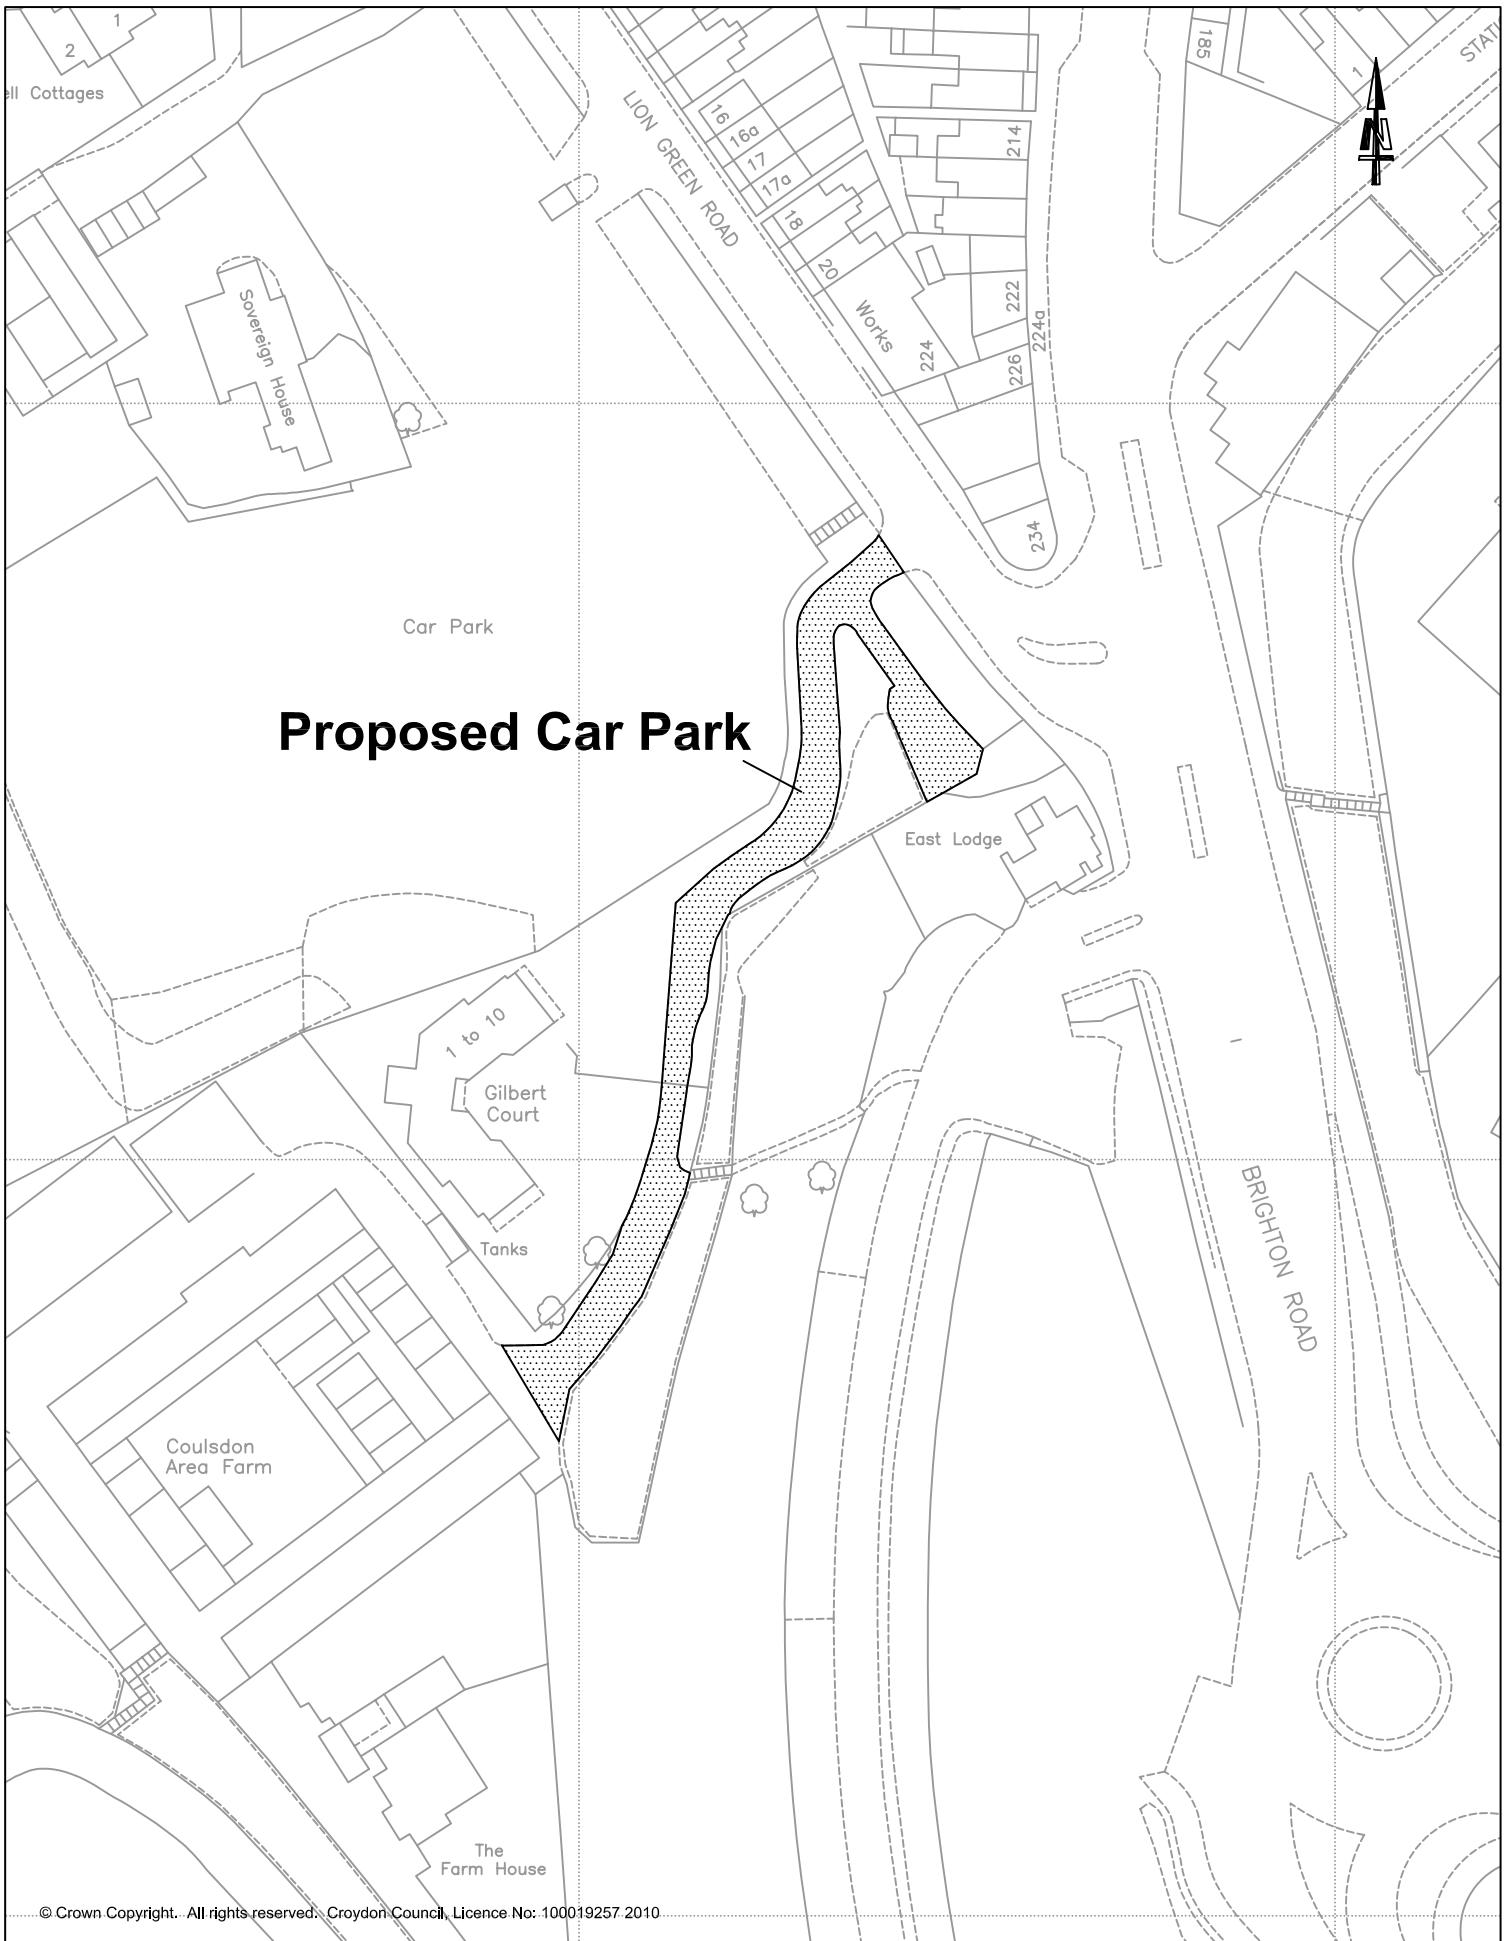 1
2
ell Cottages
185
1
STATI
N
LION GREEN ROAD
16
16a
17
17a
18
20
214
Works
222
224a
224
226
234
Sovereign House
Car Park
Proposed Car Park
East Lodge
1 to 10
Gilbert
Court
Tanks
BRIGHTON ROAD
Coulsdon
Area Farm
The
Farm House
© Crown Copyright. All rights reserved. Croydon Council, Licence No: 100019257 2010